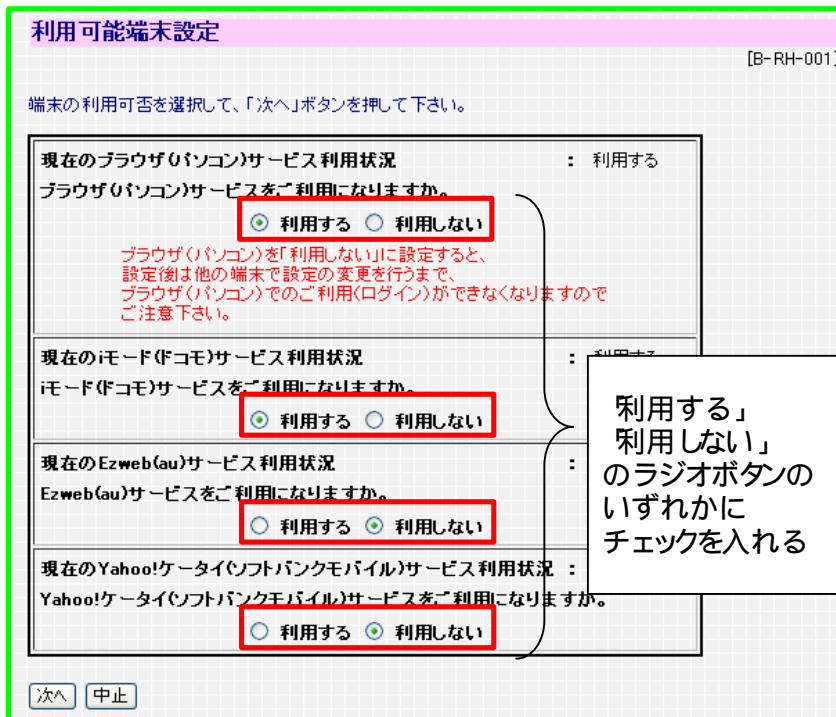 利用可能端末設定
[B-RH-001]
端末の利用可否を選択して、「次へ」ボタンを押して下さい。
現在のブラウザ(パソコン)サービス利用状況 : 利用する
ブラウザ(パソコン)サービスをご利用になりますか。
利用する 利用しない
ブラウザ(パソコン)を「利用しない」に設定すると、
設定後は他の端末で設定の変更を行うまで、
ブラウザ(パソコン)でのご利用(ログイン)ができなくなりますので
ご注意下さい。
現在のiモード(ドコモ)サービス利用状況 :
iモード(ドコモ)サービスをご利用になりますか。
利用する 利用しない
現在のEzweb(au)サービス利用状況 :
Ezweb(au)サービスをご利用になりますか。
利用する 利用しない
現在のYahoo!ケータイ(ソフトバンクモバイル)サービス利用状況 :
Yahoo!ケータイ(ソフトバンクモバイル)サービスをご利用になりますか。
利用する 利用しない
「利用する」
「利用しない」
のラジオボタンの
いずれかに
チェックを入れる
次へ 中止